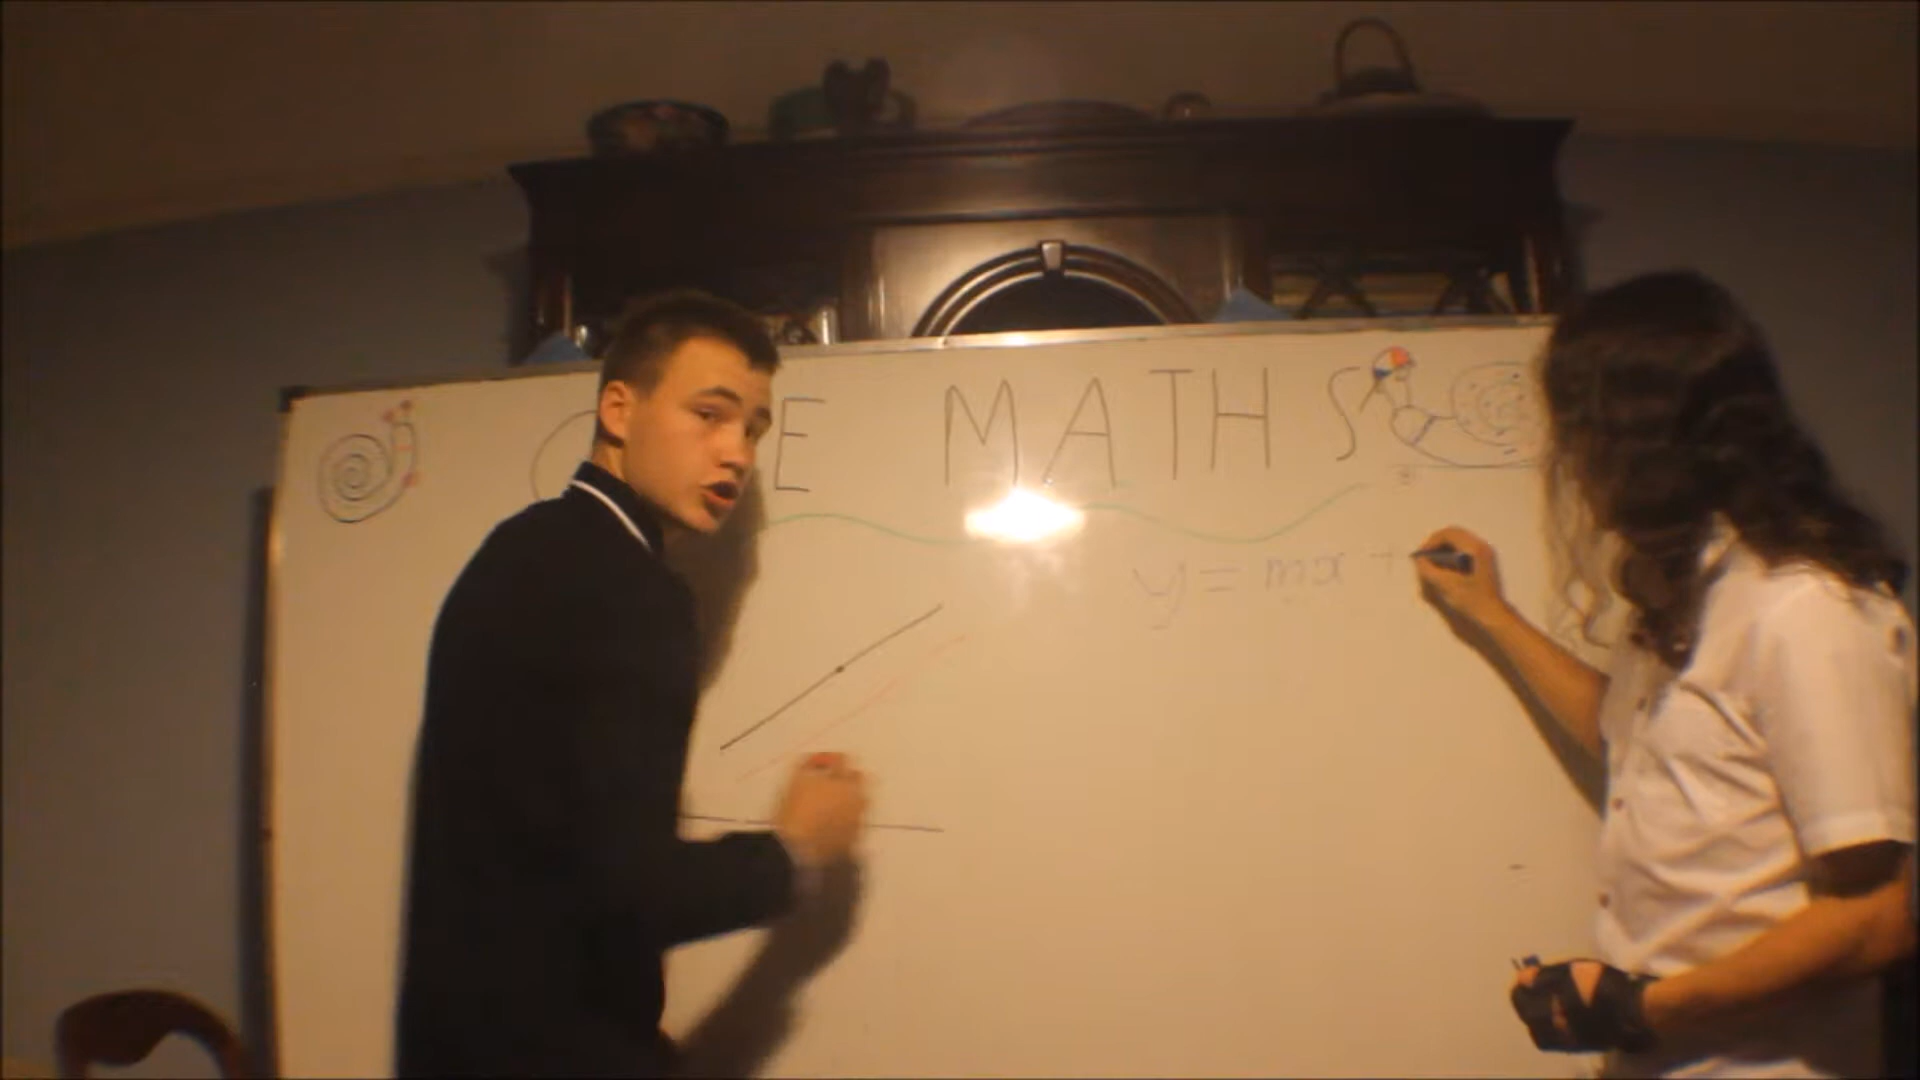 E MATHS
y = mx +